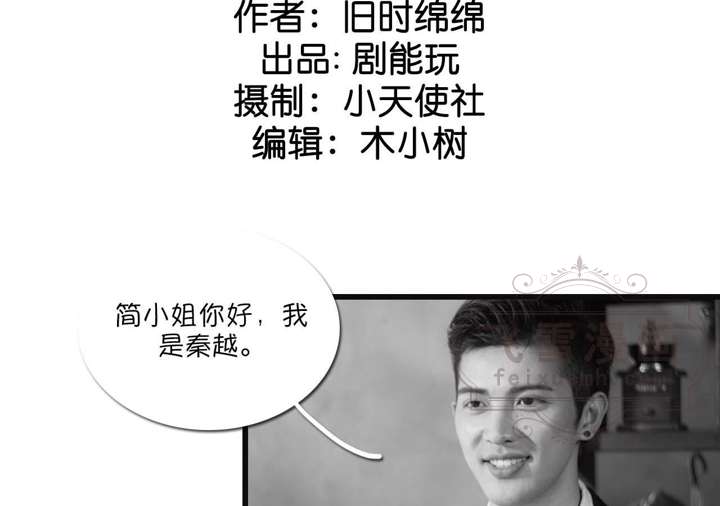 作者：旧时绵绵
出品：剧能玩
摄制：小天使社
编辑：木小树
简小姐你好，我
是秦越。